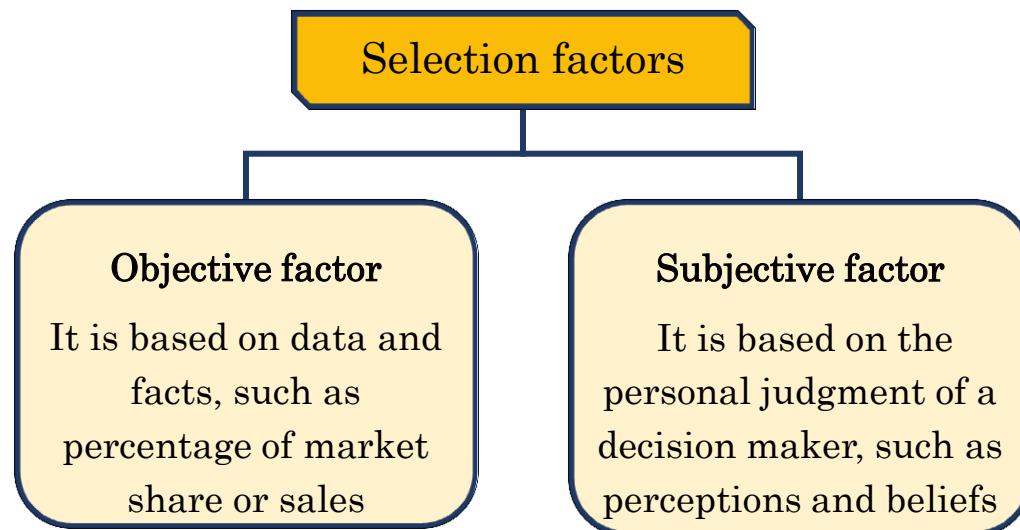 Selection factors
Objective factor
It is based on data and
facts, such as
percentage of market
share or sales
Subjective factor
It is based on the
personal judgment of a
decision maker, such as
perceptions and beliefs